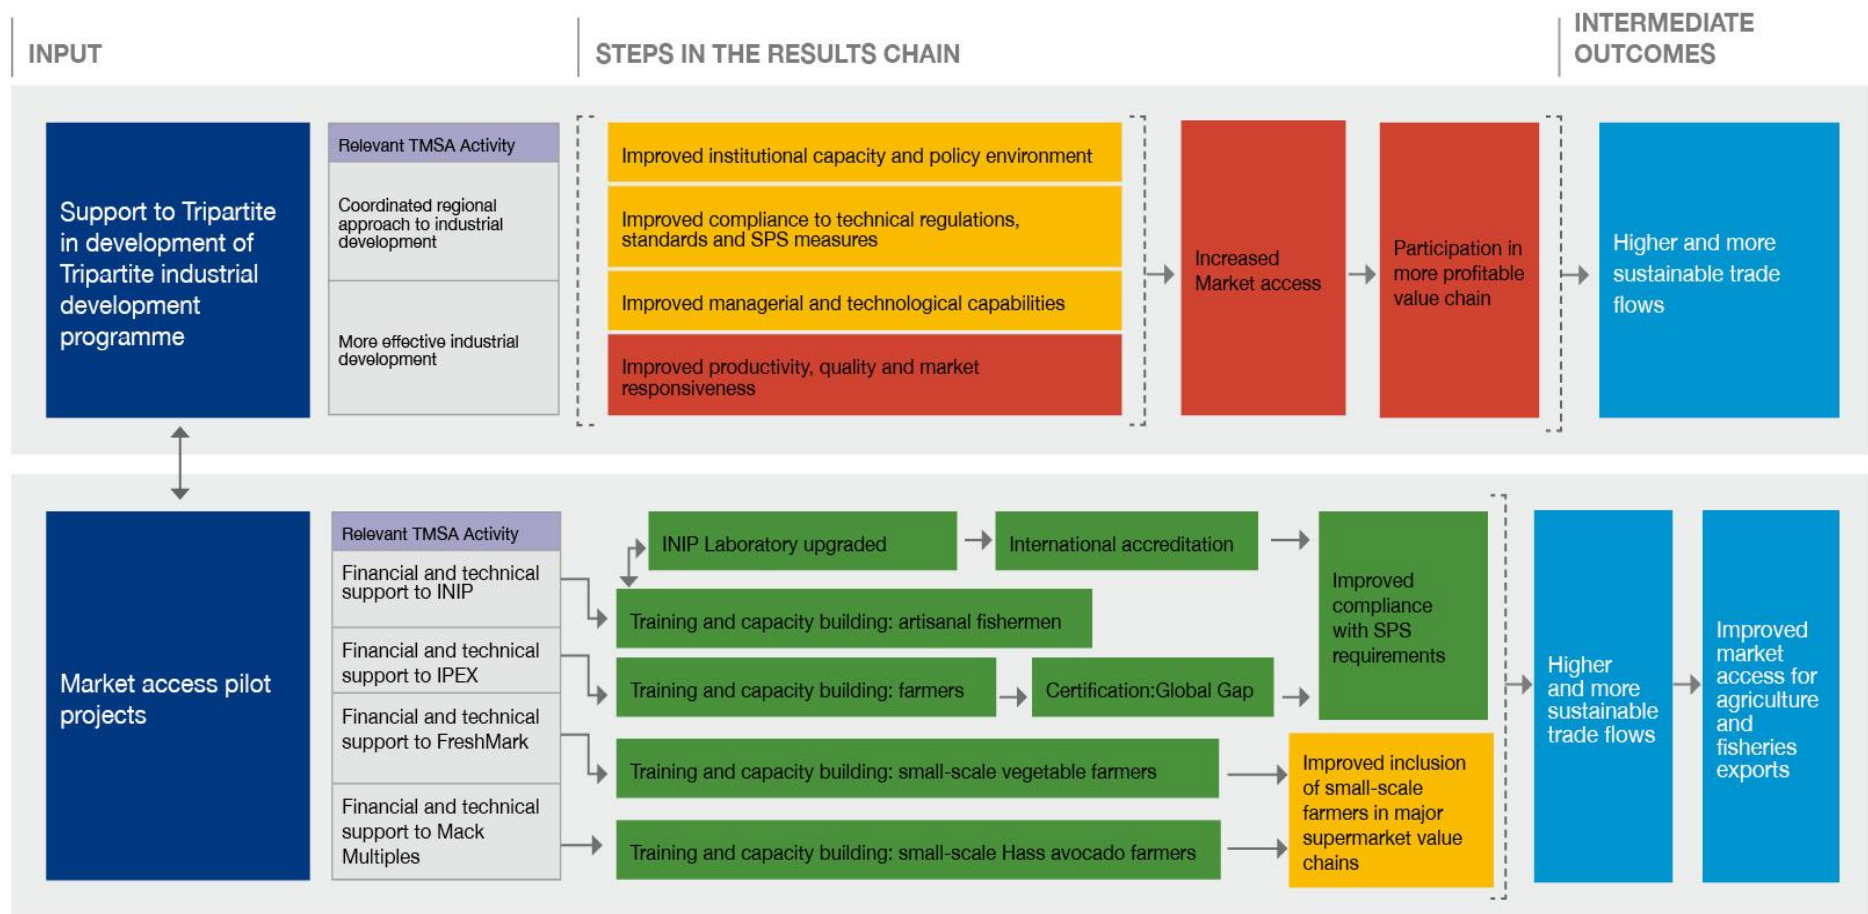 INPUT
STEPS IN THE RESULTS CHAIN
INTERMEDIATE
OUTCOMES
Support to Tripartite
in development of
Tripartite industrial
development
programme
Relevant TMSA Activity
Coordinated regional
approach to industrial
development
More effective industrial
development
Improved institutional capacity and policy environment
Improved compliance to technical regulations,
standards and SPS measures
Improved managerial and technological capabilities
Improved productivity, quality and market
responsiveness
Increased
Market access
Participation in
more profitable
value chain
Higher and more
sustainable trade
flows
Market access pilot
projects
Relevant TMSA Activity
Financial and technical
support to INIP
Financial and technical
support to IPEX
Financial and technical
support to FreshMark
Financial and technical
support to Mack
Multiples
INIP Laboratory upgraded
International accreditation
Training and capacity building: artisanal fishermen
Training and capacity building: farmers
Certification:Global Gap
Training and capacity building: small-scale vegetable farmers
Training and capacity building: small-scale Hass avocado farmers
Improved
compliance
with SPS
requirements
Improved inclusion
of small-scale
farmers in major
supermarket value
chains
Higher
and more
sustainable
trade flows
Improved
market
access for
agriculture
and
fisheries
exports